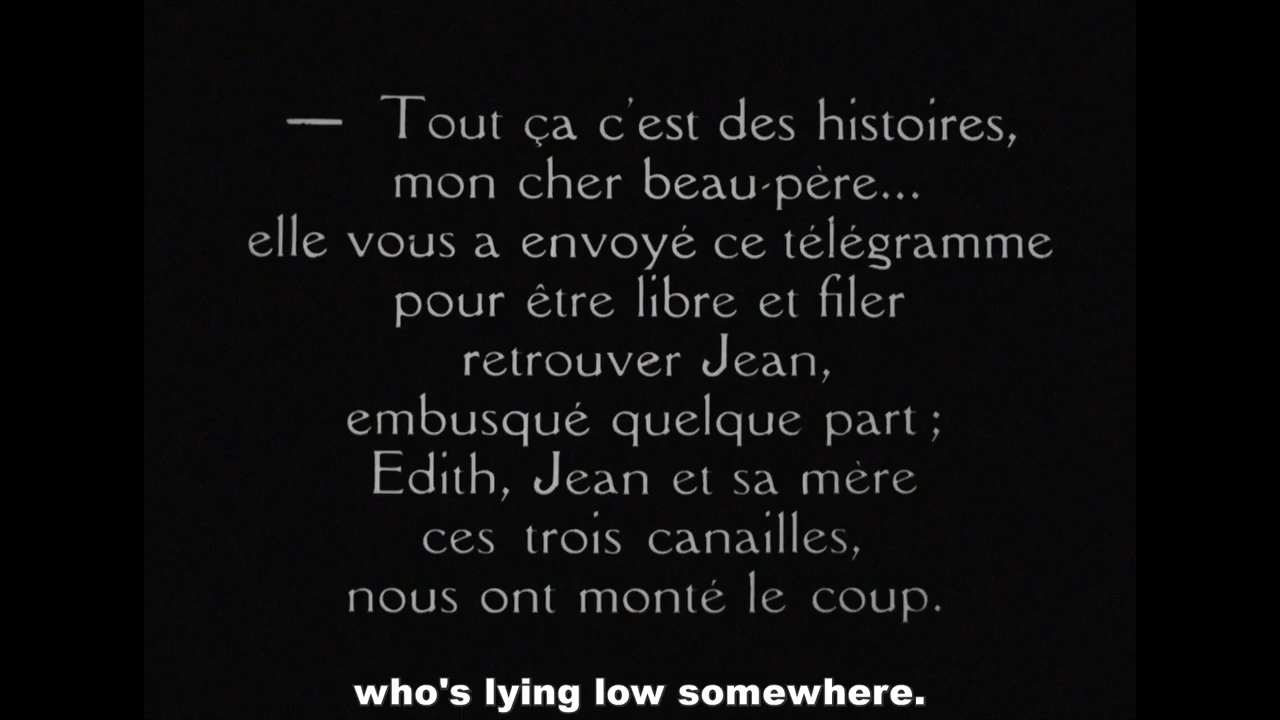 — Tout ça c'est des histoires,
mon cher beau-père...
elle vous a envoyé ce télégramme
pour être libre et filer
retrouver Jean,
embusqué quelque part ;
Edith, Jean et sa mère
ces trois canailles,
nous ont monté le coup.
who's lying low somewhere.